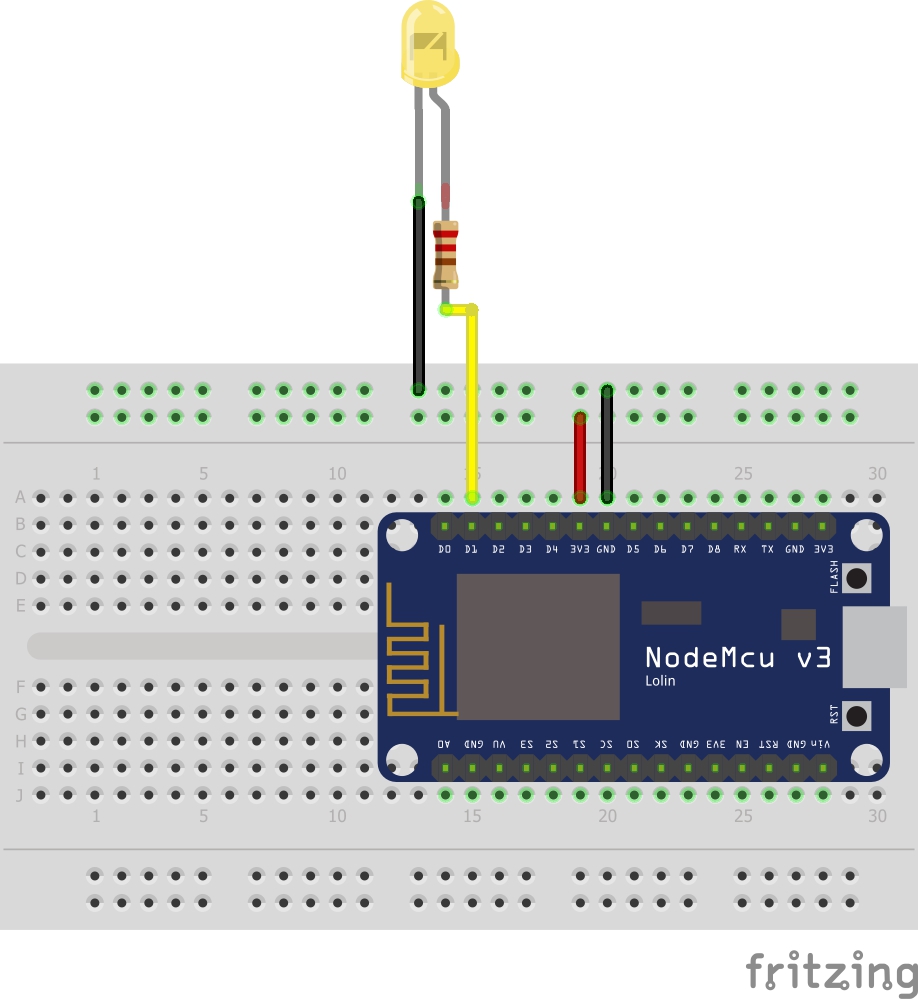 1 5 10 15 20 25 30
A
B
C
D
E
D0 D1 D2 D3 D4 3V3 GND D5 D6 D7 D8 RX TX GND 3V3
FLASH
NodeMcu v3
Lolin
RST
F
G
H
I
J
A0 GND VU S3 S2 S1 SC S0 SK GND 3V3 EN RST GND Vin
1 5 10 15 20 25 30
fritzing